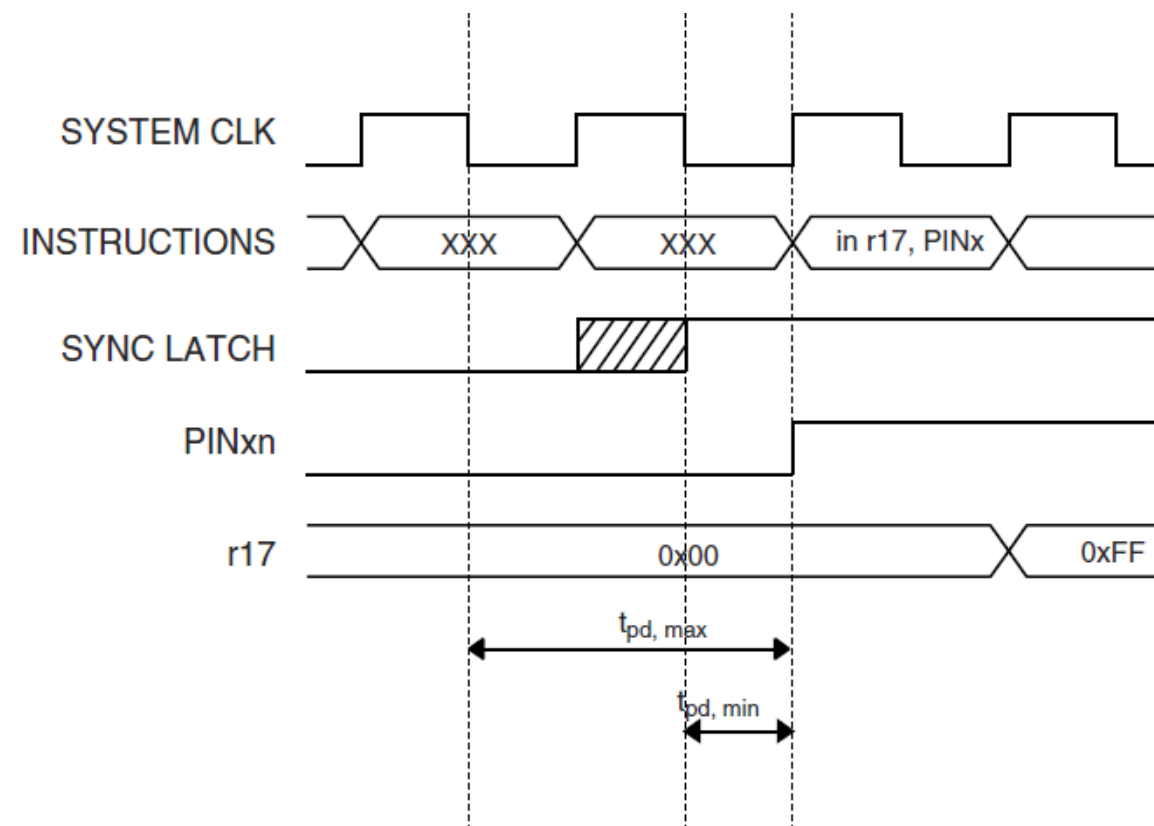 SYSTEM CLK
INSTRUCTIONS
XXX
XXX
in r17, PINx
SYNC LATCH
PINxn
r17
0x00
0xFF
tpd, max
tpd, min